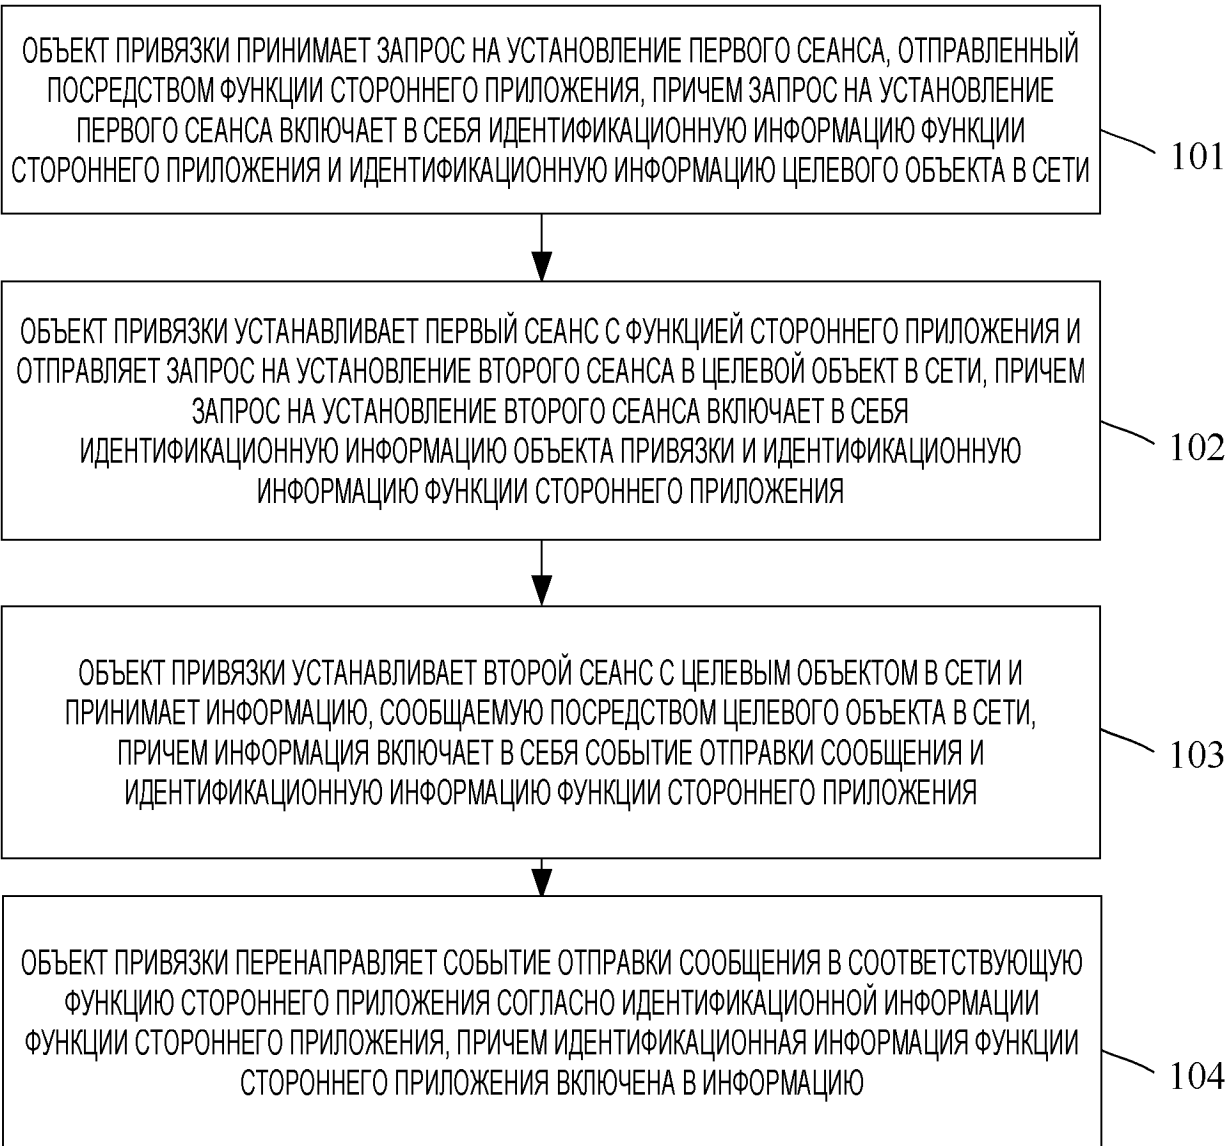 ОБЪЕКТ ПРИВЯЗКИ ПРИНИМАЕТ ЗАПРОС НА УСТАНОВЛЕНИЕ ПЕРВОГО СЕАНСА, ОТПРАВЛЕННЫЙ
ПОСРЕДСТВОМ ФУНКЦИИ СТОРОННЕГО ПРИЛОЖЕНИЯ, ПРИЧЕМ ЗАПРОС НА УСТАНОВЛЕНИЕ
ПЕРВОГО СЕАНСА ВКЛЮЧАЕТ В СЕБЯ ИДЕНТИФИКАЦИОННУЮ ИНФОРМАЦИЮ ФУНКЦИИ
СТОРОННЕГО ПРИЛОЖЕНИЯ И ИДЕНТИФИКАЦИОННУЮ ИНФОРМАЦИЮ ЦЕЛЕВОГО ОБЪЕКТА В СЕТИ
101
ОБЪЕКТ ПРИВЯЗКИ УСТАНАВЛИВАЕТ ПЕРВЫЙ СЕАНС С ФУНКЦИЕЙ СТОРОННЕГО ПРИЛОЖЕНИЯ И
ОТПРАВЛЯЕТ ЗАПРОС НА УСТАНОВЛЕНИЕ ВТОРОГО СЕАНСА В ЦЕЛЕВОЙ ОБЪЕКТ В СЕТИ, ПРИЧЕМ
ЗАПРОС НА УСТАНОВЛЕНИЕ ВТОРОГО СЕАНСА ВКЛЮЧАЕТ В СЕБЯ
ИДЕНТИФИКАЦИОННУЮ ИНФОРМАЦИЮ ОБЪЕКТА ПРИВЯЗКИ И ИДЕНТИФИКАЦИОННУЮ
ИНФОРМАЦИЮ ФУНКЦИИ СТОРОННЕГО ПРИЛОЖЕНИЯ
102
ОБЪЕКТ ПРИВЯЗКИ УСТАНАВЛИВАЕТ ВТОРОЙ СЕАНС С ЦЕЛЕВЫМ ОБЪЕКТОМ В СЕТИ И
ПРИНИМАЕТ ИНФОРМАЦИЮ, СООБЩАЕМУЮ ПОСРЕДСТВОМ ЦЕЛЕВОГО ОБЪЕКТА В СЕТИ,
ПРИЧЕМ ИНФОРМАЦИЯ ВКЛЮЧАЕТ В СЕБЯ СОБЫТИЕ ОТПРАВКИ СООБЩЕНИЯ И
ИДЕНТИФИКАЦИОННУЮ ИНФОРМАЦИЮ ФУНКЦИИ СТОРОННЕГО ПРИЛОЖЕНИЯ
103
ОБЪЕКТ ПРИВЯЗКИ ПЕРЕНАПРАВЛЯЕТ СОБЫТИЕ ОТПРАВКИ СООБЩЕНИЯ В СООТВЕТСТВУЮЩУЮ
ФУНКЦИЮ СТОРОННЕГО ПРИЛОЖЕНИЯ СОГЛАСНО ИДЕНТИФИКАЦИОННОЙ ИНФОРМАЦИИ
ФУНКЦИИ СТОРОННЕГО ПРИЛОЖЕНИЯ, ПРИЧЕМ ИДЕНТИФИКАЦИОННАЯ ИНФОРМАЦИЯ ФУНКЦИИ
СТОРОННЕГО ПРИЛОЖЕНИЯ ВКЛЮЧЕНА В ИНФОРМАЦИЮ
104